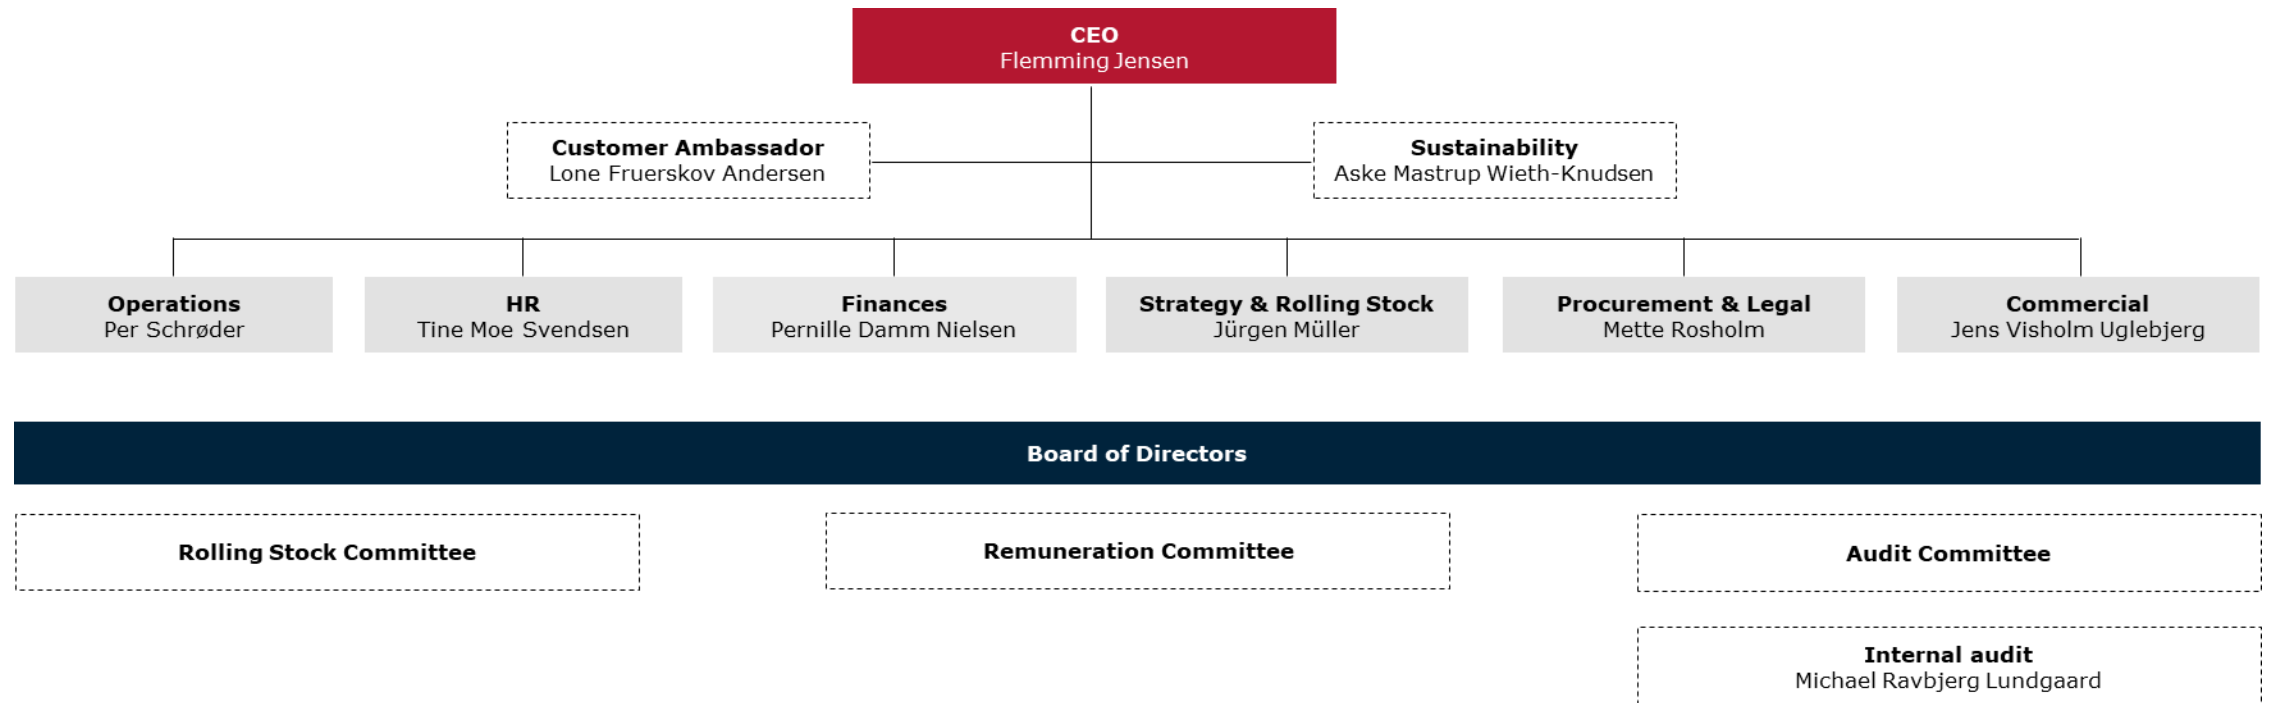 CEO
Flemming Jensen
Customer Ambassador
Lone Fruerskov Andersen
Sustainability
Aske Mastrup Wieth-Knudsen
Operations
Per Schrøder
HR
Tine Moe Svendsen
Finances
Pernille Damm Nielsen
Strategy & Rolling Stock
Jürgen Müller
Procurement & Legal
Mette Rosholm
Commercial
Jens Visholm Uglebjerg
Board of Directors
Rolling Stock Committee
Remuneration Committee
Audit Committee
Internal audit
Michael Ravbjerg Lundgaard